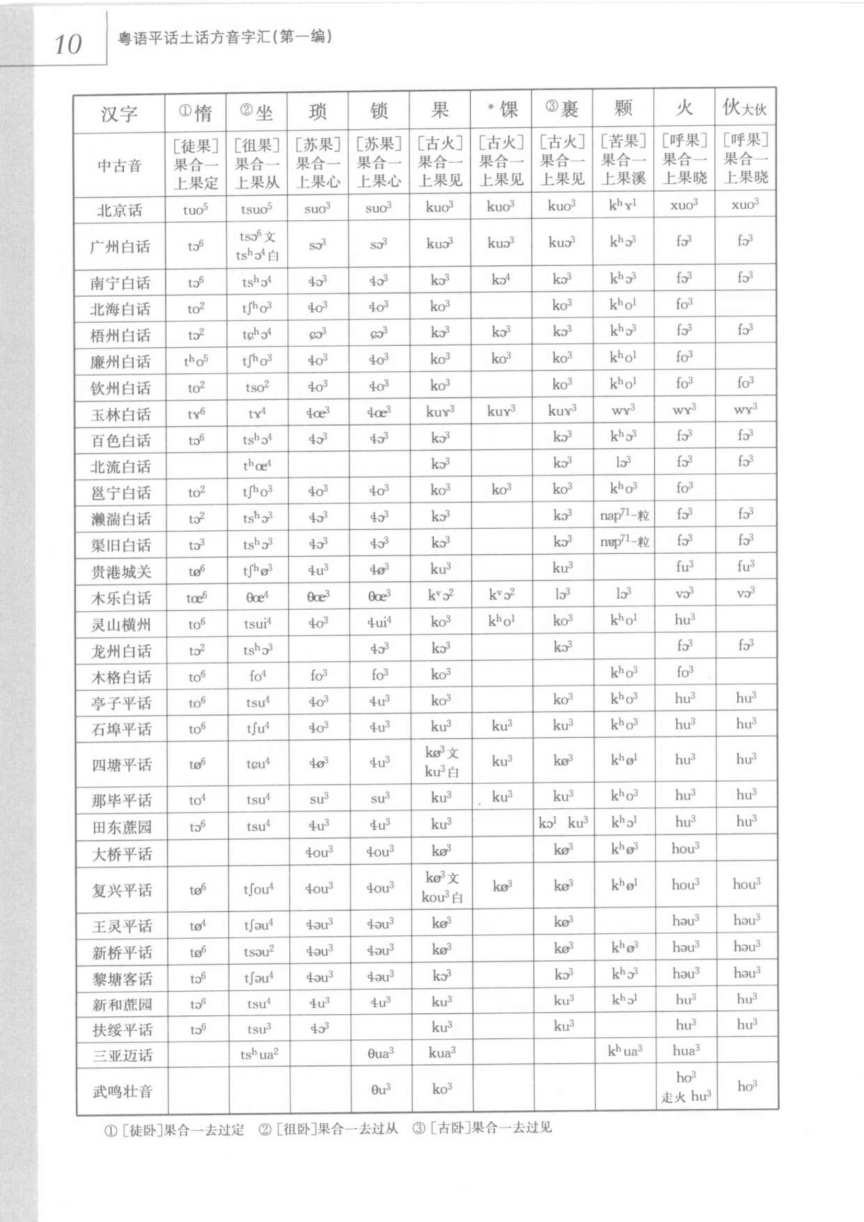 10
粤语平话土话方音字汇(第一编)
汉字 ①惰 ②坐 琐 锁 果 *馃 ③裹 颗 火 伙大伙
中古音 [徒果]果合一上果定 [徂果]果合一上果从 [苏果]果合一上果心 [苏果]果合一上果心 [古火]果合一上果见 [古火]果合一上果见 [古火]果合一上果见 [苦果]果合一上果溪 [呼果]果合一上果晓 [呼果]果合一上果晓
北京话 tuo⁵ tsuo⁵ suo³ suo³ kuo³ kuo³ kuo³ kʰɤ¹ xuo³ xuo³
广州白话 tɔ⁶ tsɔ⁶文 tshɔ⁴白 sɔ³ sɔ³ kuɔ³ kuɔ³ kuɔ³ kʰɔ³ fɔ³ fɔ³
南宁白话 tɔ⁶ tsʰɔ⁴ ɬɔ³ ɬɔ³ kɔ³ kɔ⁴ kɔ³ kʰɔ³ fɔ³ fɔ³
北海白话 to² tʃʰo³ ɬo³ ɬo³ ko³ ko³ kʰo¹ fo³
梧州白话 tɔ² tɕʰɔ⁴ ɕɔ³ ɕɔ³ kɔ³ kɔ³ kɔ³ kʰɔ³ fɔ³ fɔ³
廉州白话 tʰo⁵ tʃʰo³ ɬo³ ɬo³ ko³ ko³ ko³ kʰo¹ fo³
钦州白话 to² tso² ɬo³ ɬo³ ko³ ko³ kʰo¹ fo³ fo³
玉林白话 tɤ⁶ tɤ⁴ ɬœ³ ɬœ³ kuɤ³ kuɤ³ kuɤ³ wɤ³ wɤ³ wɤ³
百色白话 tɔ⁶ tsʰɔ⁴ ɬɔ³ ɬɔ³ kɔ³ kɔ³ kʰɔ³ fɔ³ fɔ³
北流白话 tʰœ⁴ kɔ³ kɔ³ lɔ³ fɔ³ fɔ³
邕宁白话 to² tʃʰo³ ɬo³ ɬo³ ko³ ko³ ko³ kʰo³ fo³
濑湍白话 tɔ² tsʰɔ³ ɬɔ³ ɬɔ³ kɔ³ kɔ³ nap⁷¹-粒 fɔ³ fɔ³
渠旧白话 tɔ³ tsʰɔ³ ɬɔ³ ɬɔ³ kɔ³ kɔ³ nɐp⁷¹-粒 fɔ³ fɔ³
贵港城关 tø⁶ tʃʰø³ ɬu³ ɬø³ ku³ ku³ fu³ fu³
木乐白话 tœ⁶ θœ⁴ θœ³ θœ³ kᵛɔ² kᵛɔ² lɔ³ lɔ³ vɔ³ vɔ³
灵山横州 to⁶ tsui⁴ ɬo³ ɬui⁴ ko³ kʰo¹ ko³ kʰo¹ hu³
龙州白话 tɔ² tsʰɔ³ ɬɔ³ kɔ³ kɔ³ fɔ³ fɔ³
木格白话 to⁶ fo⁴ fo³ fo³ ko³ kʰo³ fo³
亭子平话 to⁶ tsu⁴ ɬo³ ɬu³ ko³ ko³ kʰo³ hu³ hu³
石埠平话 to⁶ tʃu⁴ ɬo³ ɬu³ ku³ ku³ ku³ kʰo³ hu³ hu³
四塘平话 tø⁶ tɕu⁴ ɬø³ ɬu³ kø³文 ku³白 ku³ kø³ kʰø¹ hu³ hu³
那毕平话 to⁴ tsu⁴ su³ su³ ku³ ku³ ku³ kʰo³ hu³ hu³
田东蔗园 tɔ⁶ tsu⁴ ɬu³ ɬu³ ku³ kɔ¹ ku³ kʰɔ¹ hu³ hu³
大桥平话 ɬou³ ɬou³ kø³ kø³ kʰø³ hou³
复兴平话 tø⁶ tʃou⁴ ɬou³ ɬou³ kø³文 kou³白 kø³ kø³ kʰø¹ hou³ hou³
王灵平话 tø⁴ tʃəu⁴ ɬəu³ ɬəu³ kø³ kø³ həu³ həu³
新桥平话 tø⁶ tsəu² ɬəu³ ɬəu³ kø³ kø³ kʰø³ həu³ həu³
黎塘客话 tɔ⁶ tʃəu⁴ ɬəu³ ɬəu³ kɔ³ kɔ³ kʰɔ³ həu³ həu³
新和蔗园 tɔ⁶ tsu⁴ ɬu³ ɬu³ ku³ ku³ kʰɔ¹ hu³ hu³
扶绥平话 tɔ⁶ tsu³ ɬɔ³ ku³ ku³ hu³ hu³
三亚迈话 tsʰua² θua³ kua³ kʰua³ hua³
武鸣壮音 θu³ ko³ ho³ 走火 hu³ ho³
①[徒卧]果合一去过定 ②[徂卧]果合一去过从 ③[古卧]果合一去过见